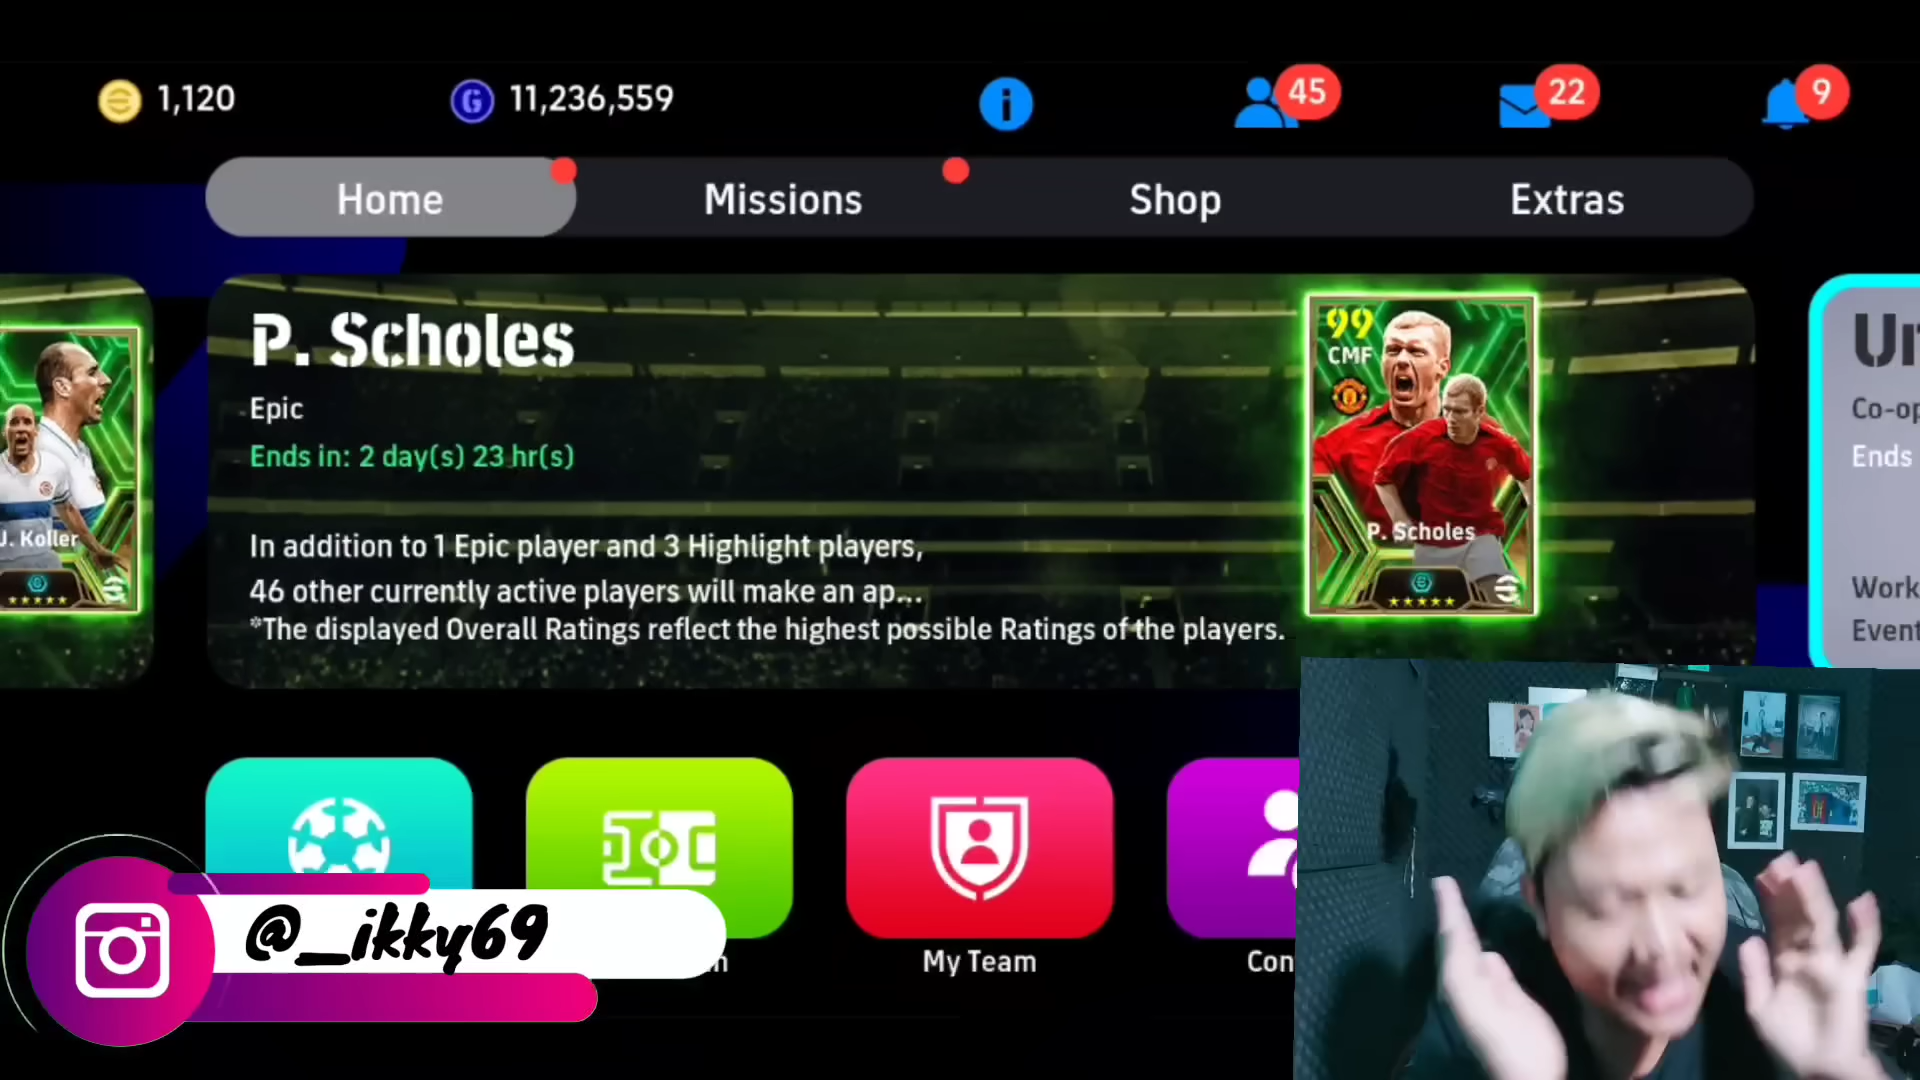 1,120
11,236,559
45
22
9
Home
Missions
Shop
Extras
P. Scholes
Epic
Ends in: 2 day(s) 23 hr(s)
In addition to 1 Epic player and 3 Highlight players,
46 other currently active players will make an ap...
*The displayed Overall Ratings reflect the highest possible Ratings of the players.
99
CMF
P. Scholes
J. Koller
Co-op
Ends
Work
Event
@_ikky69
My Team